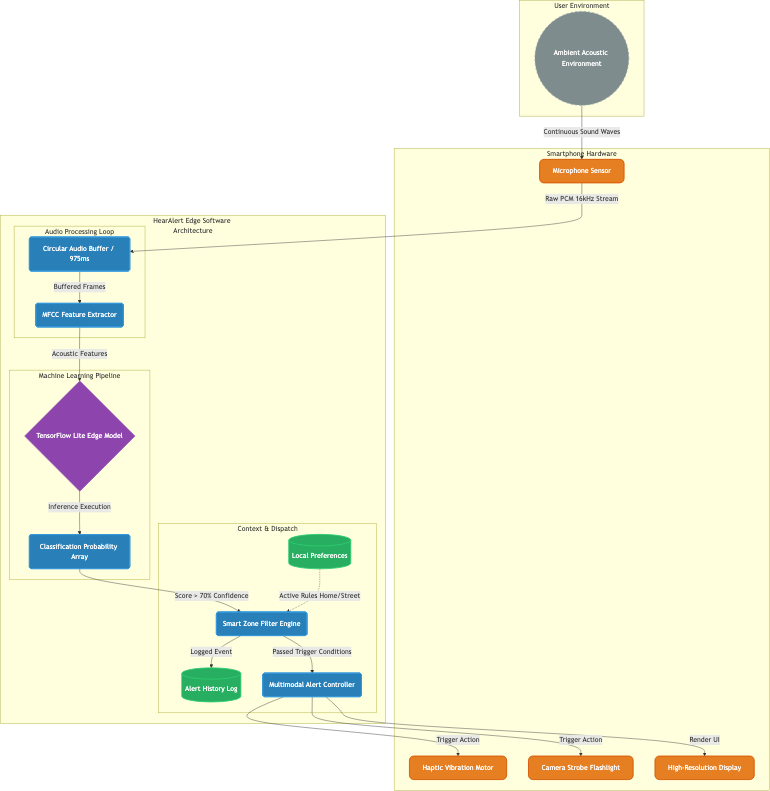 User Environment
Ambient Acoustic
Environment
Continuous Sound Waves
Smartphone Hardware
Microphone Sensor
Raw PCM 16kHz Stream
HearAlert Edge Software
Architecture
Audio Processing Loop
Circular Audio Buffer /
975ms
Buffered Frames
MFCC Feature Extractor
Acoustic Features
Machine Learning Pipeline
TensorFlow Lite Edge Model
Inference Execution
Classification Probability
Array
Context & Dispatch
Local Preferences
Score > 70% Confidence
Active Rules Home/Street
Smart Zone Filter Engine
Logged Event
Passed Trigger Conditions
Alert History Log
Multimodal Alert Controller
Trigger Action
Trigger Action
Render UI
Haptic Vibration Motor
Camera Strobe Flashlight
High-Resolution Display